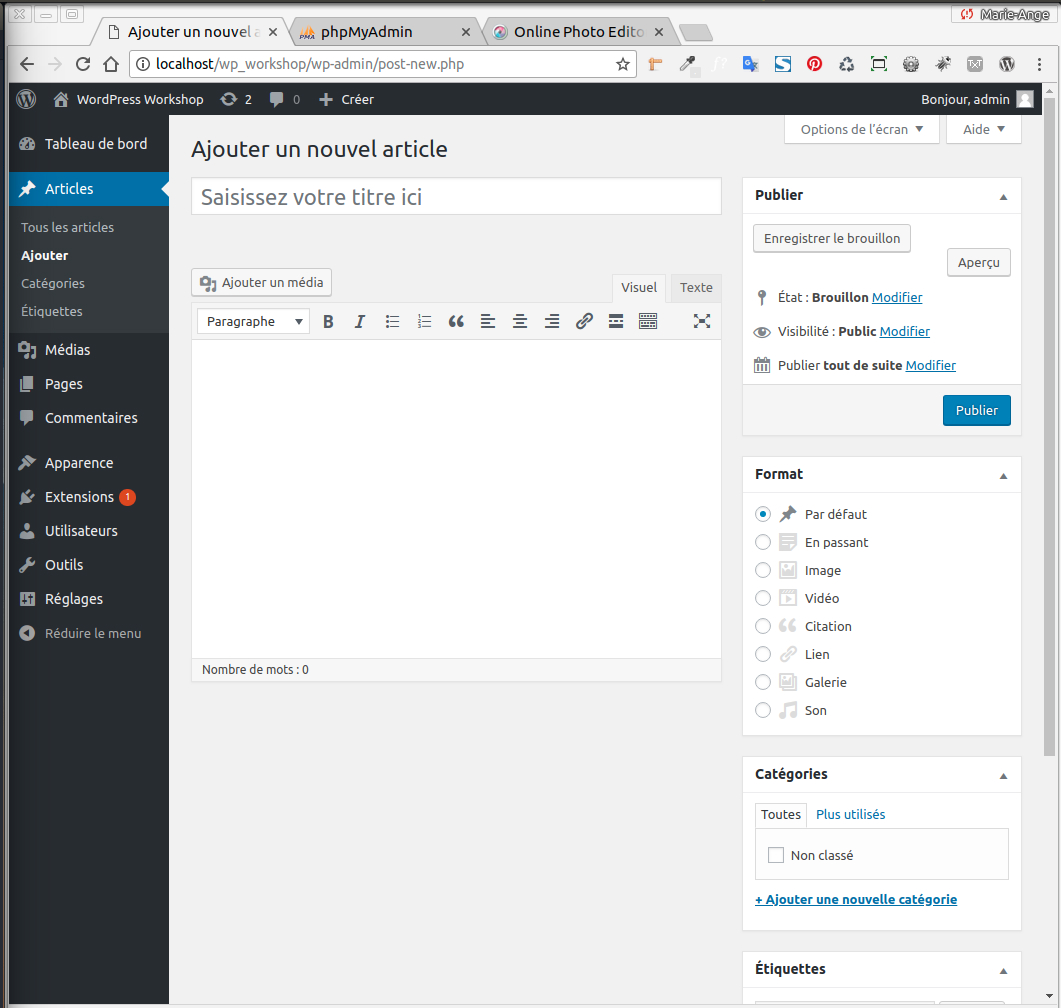 Marie-Ange
Ajouter un nouvel a
phpMyAdmin
Online Photo Edito
localhost/wp_workshop/wp-admin/post-new.php
WordPress Workshop
2
0
Créer
Bonjour, admin
Options de l'écran
Aide
Tableau de bord
Articles
Tous les articles
Ajouter
Catégories
Étiquettes
Médias
Pages
Commentaires
Apparence
Extensions 1
Utilisateurs
Outils
Réglages
Réduire le menu
Ajouter un nouvel article
Saisissez votre titre ici
Ajouter un média
Visuel
Texte
Paragraphe
Nombre de mots : 0
Publier
Enregistrer le brouillon
Aperçu
État : Brouillon Modifier
Visibilité : Public Modifier
Publier tout de suite Modifier
Publier
Format
Par défaut
En passant
Image
Vidéo
Citation
Lien
Galerie
Son
Catégories
Toutes
Plus utilisés
Non classé
+ Ajouter une nouvelle catégorie
Étiquettes